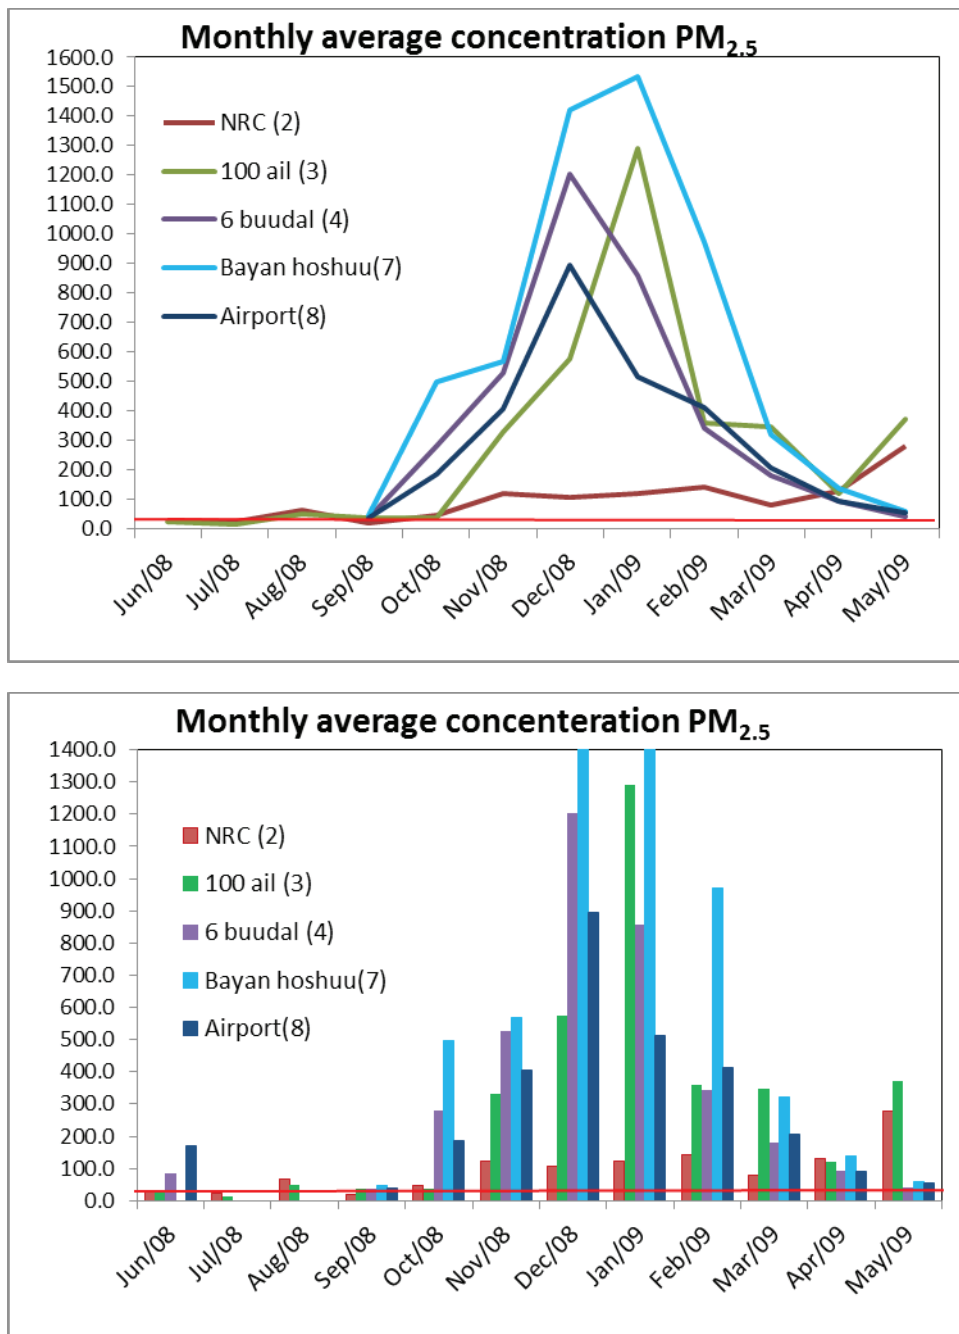 Monthly average concentration PM2.5
1600.0
1500.0
1400.0
1300.0
1200.0
1100.0
1000.0
900.0
800.0
700.0
600.0
500.0
400.0
300.0
200.0
100.0
0.0
NRC (2)
100 ail (3)
6 buudal (4)
Bayan hoshuu(7)
Airport(8)
Jun/08
Jul/08
Aug/08
Sep/08
Oct/08
Nov/08
Dec/08
Jan/09
Feb/09
Mar/09
Apr/09
May/09
Monthly average concenteration PM2.5
1400.0
1300.0
1200.0
1100.0
1000.0
900.0
800.0
700.0
600.0
500.0
400.0
300.0
200.0
100.0
0.0
NRC (2)
100 ail (3)
6 buudal (4)
Bayan hoshuu(7)
Airport(8)
Jun/08
Jul/08
Aug/08
Sep/08
Oct/08
Nov/08
Dec/08
Jan/09
Feb/09
Mar/09
Apr/09
May/09